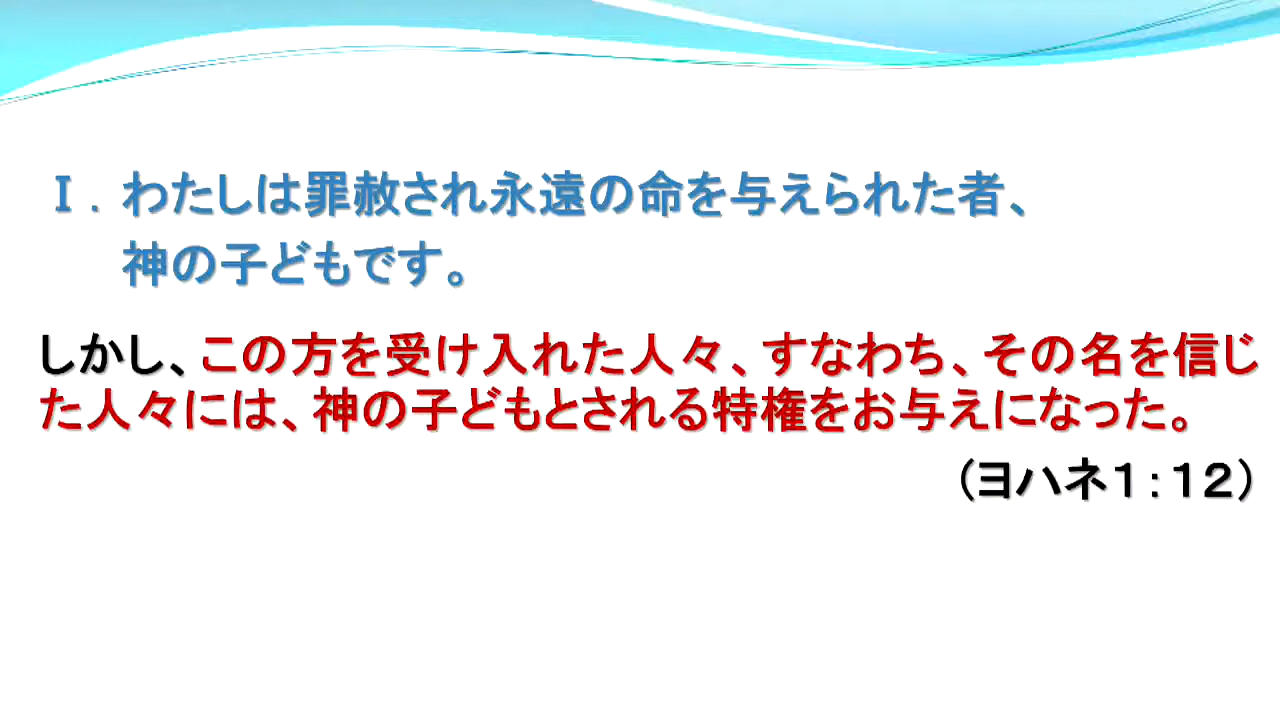 Ⅰ．わたしは罪赦され永遠の命を与えられた者、
神の子どもです。
しかし、この方を受け入れた人々、すなわち、その名を信じ
た人々には、神の子どもとされる特権をお与えになった。
（ヨハネ１：１２）